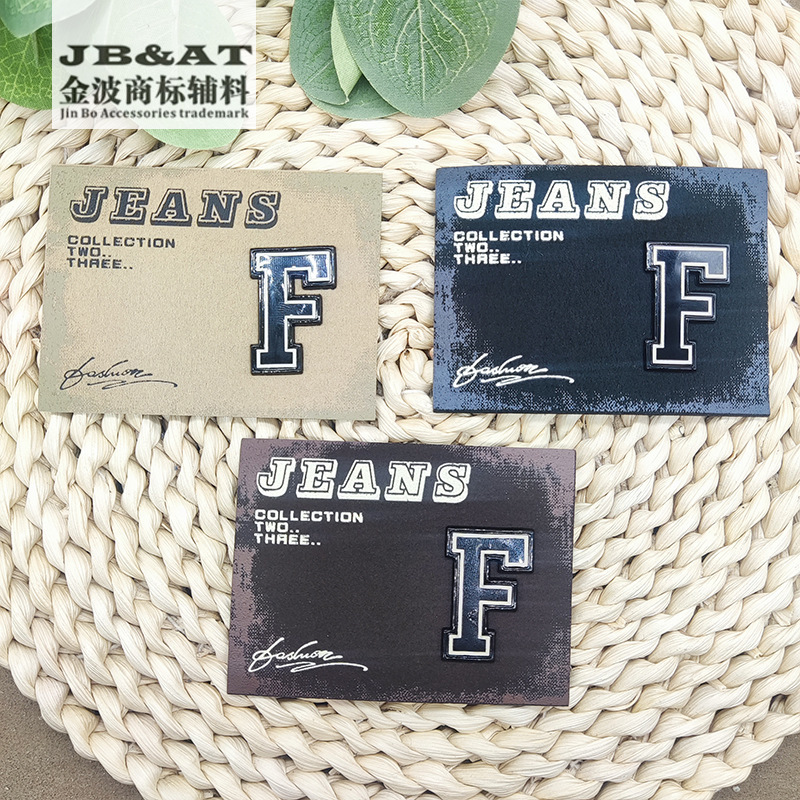 JB&AT
金波商标辅料
Jin Bo Accessories trademark
JEANS
COLLECTION
TWO..
THREE..
F
fashion
JEANS
COLLECTION
TWO..
THREE..
F
fashion
JEANS
COLLECTION
TWO..
THREE..
F
fashion